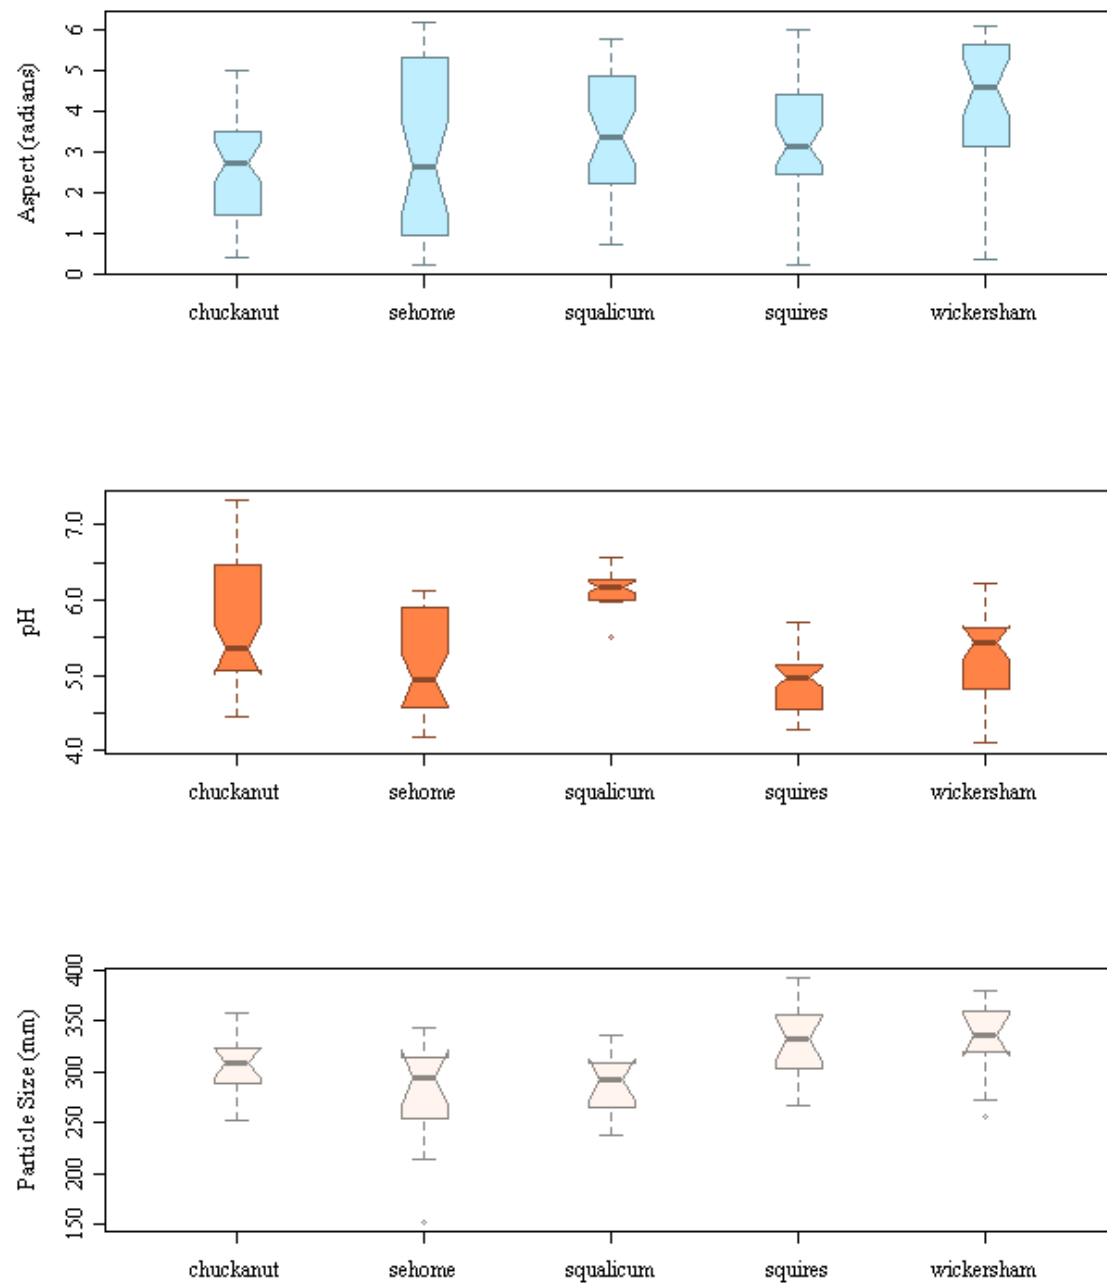 Aspect (radians)
6
5
4
3
2
1
0
chuckanut sehome squalicum squires wickersham
pH
7.0
6.0
5.0
4.0
chuckanut sehome squalicum squires wickersham
Particle Size (mm)
400
350
300
250
200
150
chuckanut sehome squalicum squires wickersham